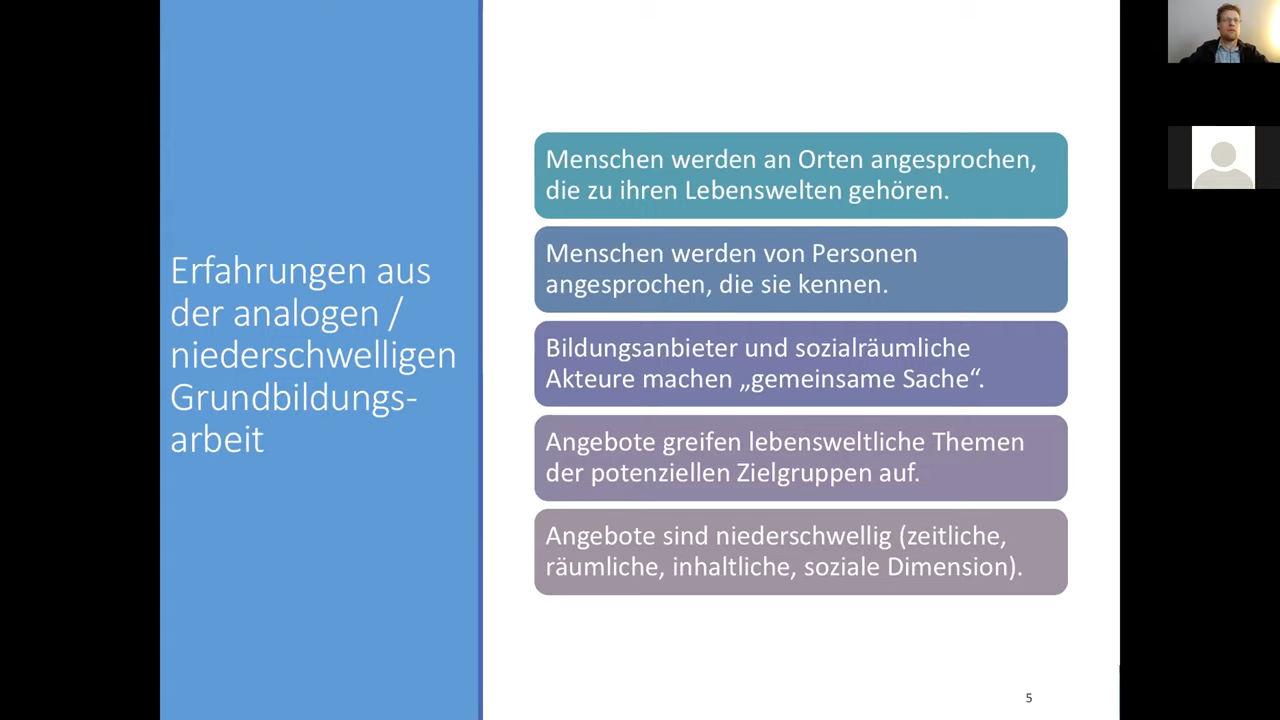 Erfahrungen aus
der analogen /
niederschwelligen
Grundbildungs-
arbeit
Menschen werden an Orten angesprochen,
die zu ihren Lebenswelten gehören.
Menschen werden von Personen
angesprochen, die sie kennen.
Bildungsanbieter und sozialräumliche
Akteure machen „gemeinsame Sache“.
Angebote greifen lebensweltliche Themen
der potenziellen Zielgruppen auf.
Angebote sind niederschwellig (zeitliche,
räumliche, inhaltliche, soziale Dimension).
5